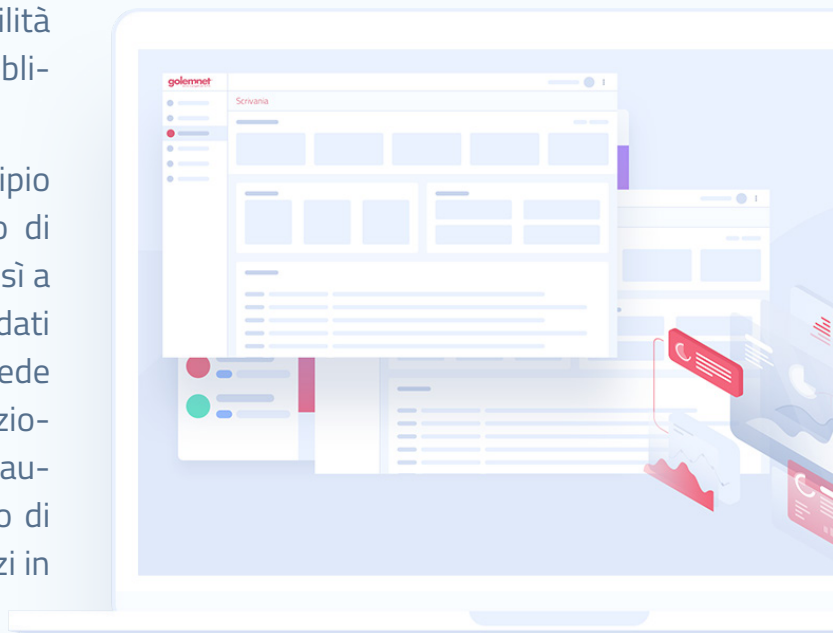 ilità
bli-
ipio
o di
sì a
dati
ede
zio-
au-
o di
zi in
golemnet
Scrivania